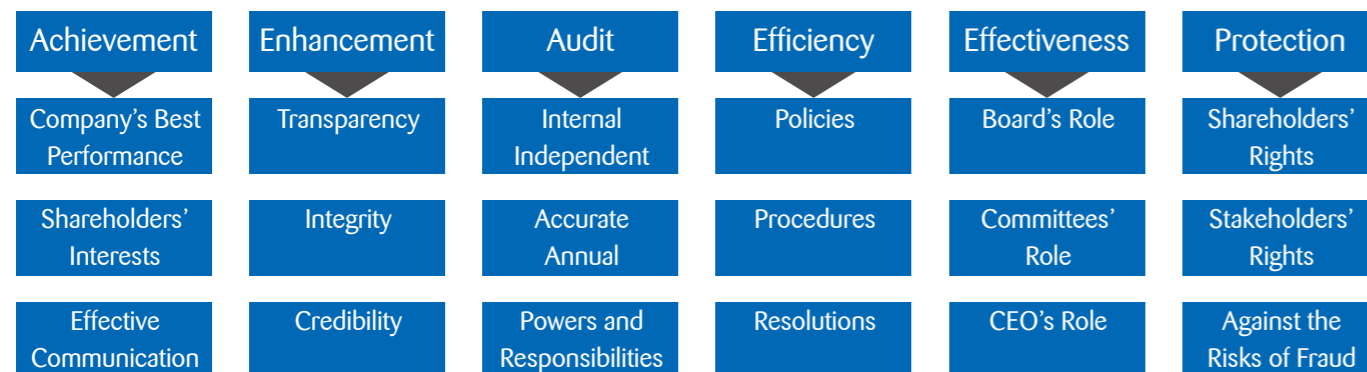 Achievement
Enhancement
Audit
Efficiency
Effectiveness
Protection
Company’s Best
Performance
Transparency
Internal
Independent
Policies
Board’s Role
Shareholders’
Rights
Shareholders’
Interests
Integrity
Accurate
Annual
Procedures
Committees’
Role
Stakeholders’
Rights
Effective
Communication
Credibility
Powers and
Responsibilities
Resolutions
CEO’s Role
Against the
Risks of Fraud